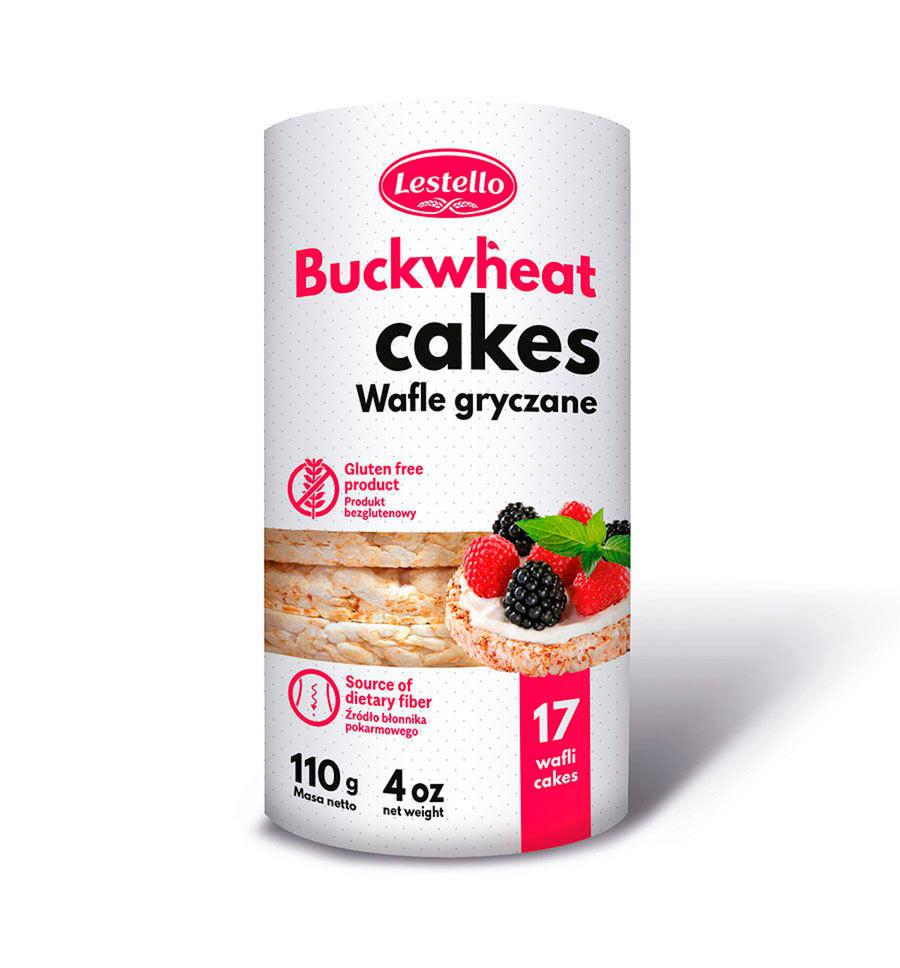 Lestello
Buckwheat
cakes
Wafle gryczane
Gluten free
product
Produkt
bezglutenowy
Source of
dietary fiber
Źródło błonnika
pokarmowego
110 g
Masa netto
4 oz
net weight
17
wafli
cakes